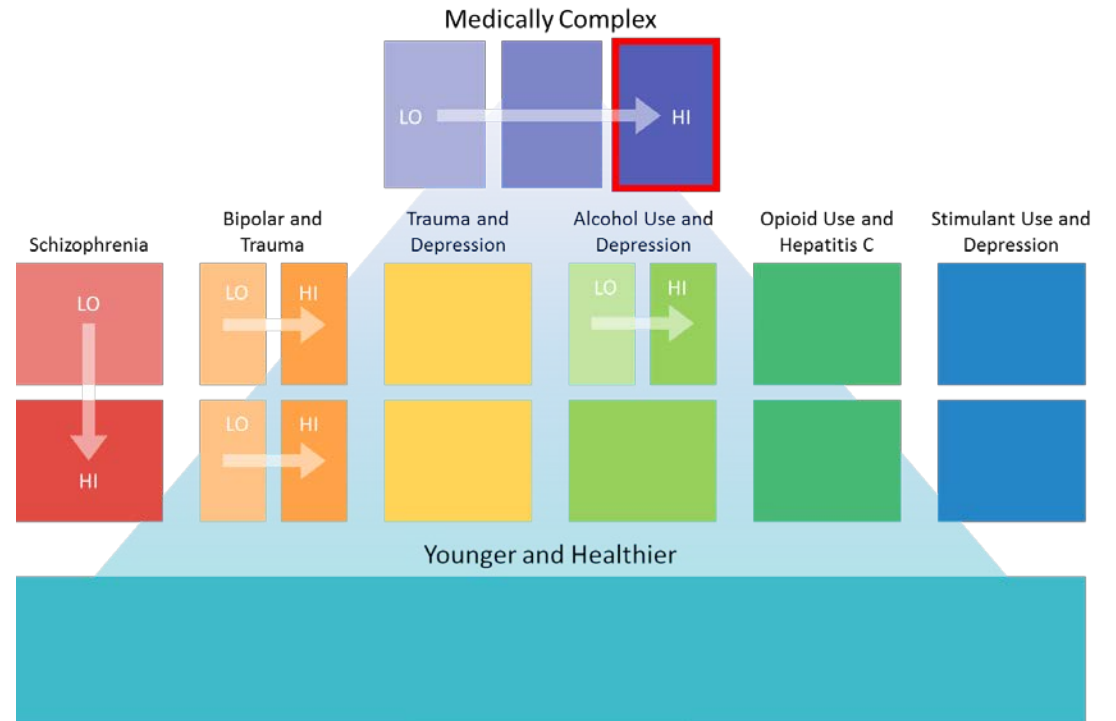 Medically Complex
LO
HI
Schizophrenia
Bipolar and
Trauma
Trauma and
Depression
Alcohol Use and
Depression
Opioid Use and
Hepatitis C
Stimulant Use and
Depression
LO
LO
HI
LO
HI
HI
LO
HI
Younger and Healthier